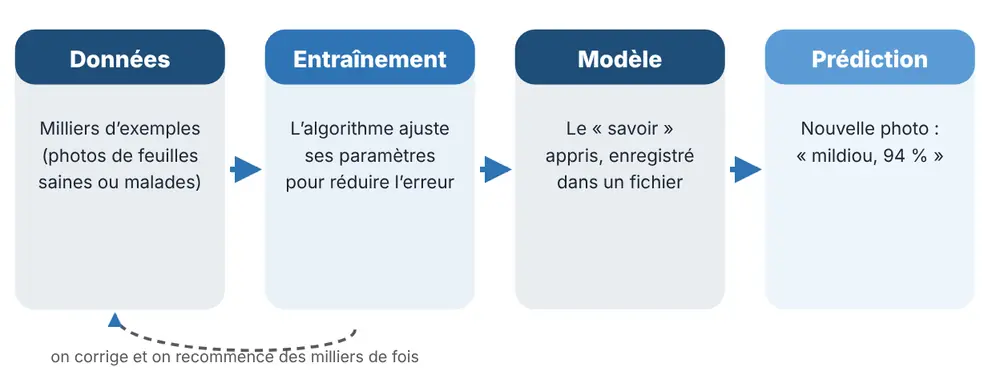 Données
Milliers d’exemples
(photos de feuilles
saines ou malades)
Entraînement
L’algorithme ajuste
ses paramètres
pour réduire l’erreur
Modèle
Le « savoir »
appris, enregistré
dans un fichier
Prédiction
Nouvelle photo :
« mildiou, 94 % »
on corrige et on recommence des milliers de fois